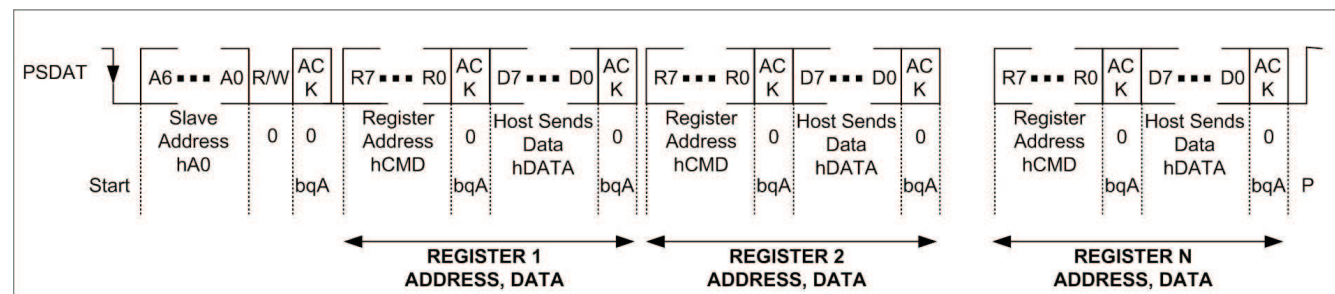 PSDAT
A6 ▪▪▪ A0 R/W AC K R7 ▪▪▪ R0 AC K D7 ▪▪▪ D0 AC K R7 ▪▪▪ R0 AC K D7 ▪▪▪ D0 AC K R7 ▪▪▪ R0 AC K D7 ▪▪▪ D0 AC K
Slave Address hA0 0 0 Register Address hCMD 0 Host Sends Data hDATA 0 Register Address hCMD 0 Host Sends Data hDATA 0 Register Address hCMD 0 Host Sends Data hDATA 0
Start bqA bqA bqA bqA bqA bqA bqA P
REGISTER 1
ADDRESS, DATA
REGISTER 2
ADDRESS, DATA
REGISTER N
ADDRESS, DATA